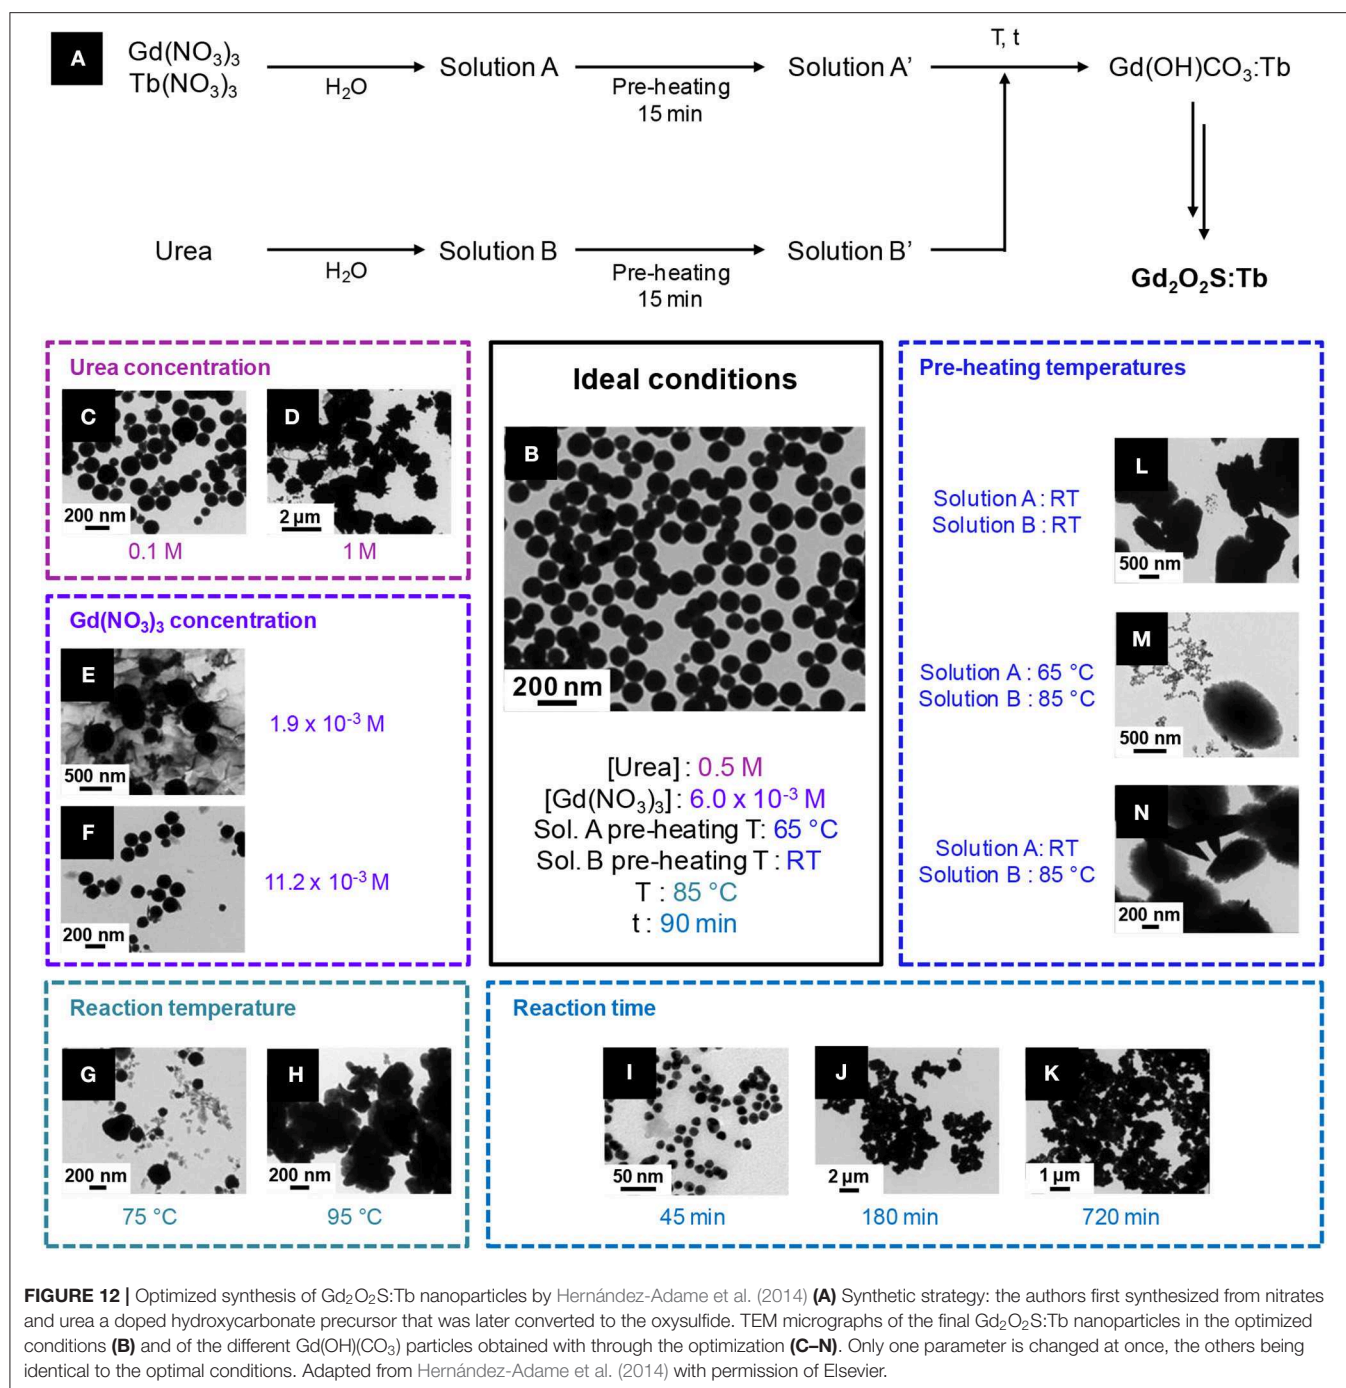 A
Gd(NO₃)₃
Tb(NO₃)₃
H₂O
Solution A
Pre-heating
15 min
Solution A’
T, t
Gd(OH)CO₃:Tb
Urea
H₂O
Solution B
Pre-heating
15 min
Solution B’
Gd₂O₂S:Tb
Urea concentration
C
200 nm
0.1 M
D
2 µm
1 M
Gd(NO₃)₃ concentration
E
500 nm
1.9 x 10⁻³ M
F
200 nm
11.2 x 10⁻³ M
Ideal conditions
B
200 nm
[Urea] : 0.5 M
[Gd(NO₃)₃] : 6.0 x 10⁻³ M
Sol. A pre-heating T: 65 °C
Sol. B pre-heating T : RT
T : 85 °C
t : 90 min
Pre-heating temperatures
Solution A : RT
Solution B : RT
L
500 nm
Solution A : 65 °C
Solution B : 85 °C
M
500 nm
Solution A: RT
Solution B : 85 °C
N
200 nm
Reaction temperature
G
200 nm
75 °C
H
200 nm
95 °C
Reaction time
I
50 nm
45 min
J
2 µm
180 min
K
1 µm
720 min
FIGURE 12 | Optimized synthesis of Gd₂O₂S:Tb nanoparticles by Hernández-Adame et al. (2014) (A) Synthetic strategy: the authors first synthesized from nitrates
and urea a doped hydroxycarbonate precursor that was later converted to the oxysulfide. TEM micrographs of the final Gd₂O₂S:Tb nanoparticles in the optimized
conditions (B) and of the different Gd(OH)(CO₃) particles obtained with through the optimization (C–N). Only one parameter is changed at once, the others being
identical to the optimal conditions. Adapted from Hernández-Adame et al. (2014) with permission of Elsevier.